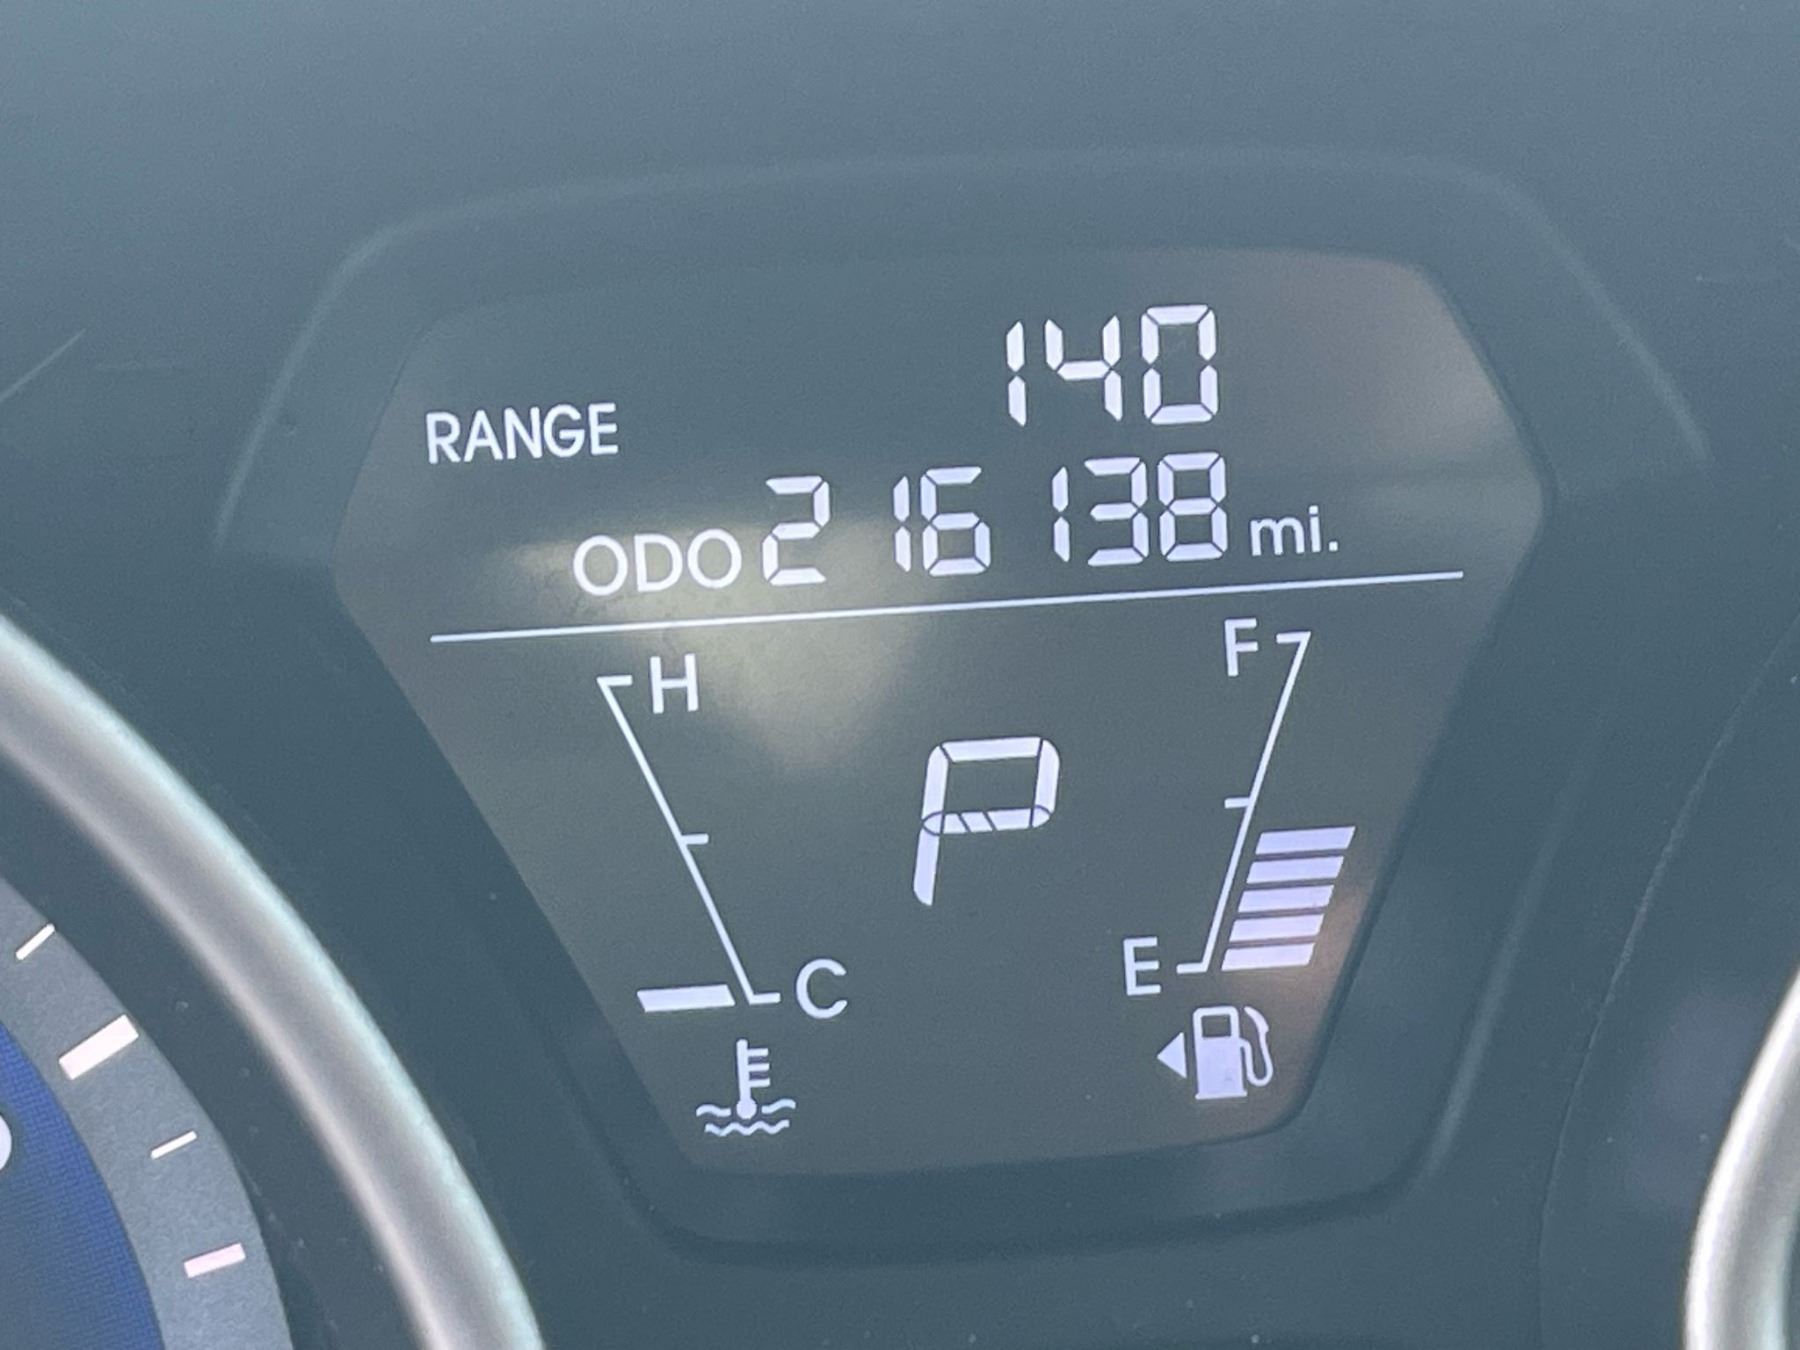 140
RANGE
ODO 216138 mi.
H F
P
C E